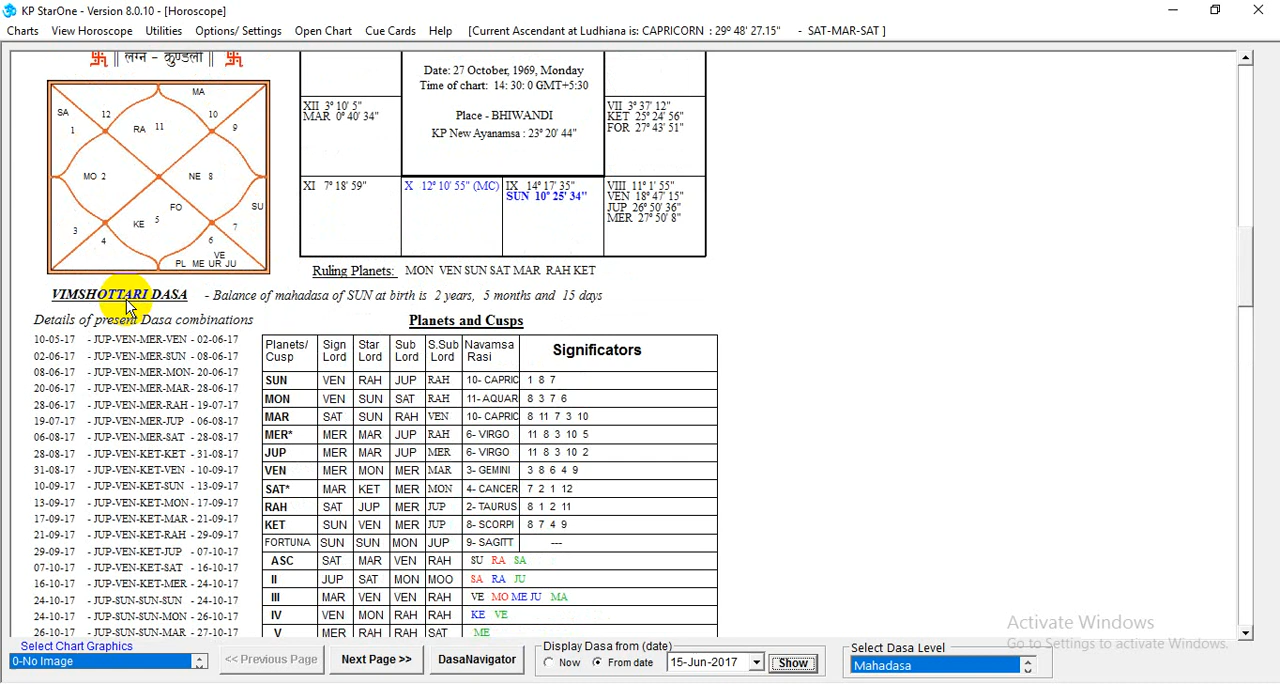 KP StarOne - Version 8.0.10 - [Horoscope]
Charts View Horoscope Utilities Options/ Settings Open Chart Cue Cards Help [Current Ascendant at Ludhiana is: CAPRICORN : 29º 48' 27.15" - SAT-MAR-SAT ]
卐 || लग्न - कुण्डली || 卐
MA
SA
12
10
1
RA 11
9
MO 2
NE 8
FO
SU
KE 5
3
7
4
6
VE
PL ME UR JU
Date: 27 October, 1969, Monday
Time of chart: 14: 30: 0 GMT+5:30
Place - BHIWANDI
KP New Ayanamsa : 23º 20' 44"
XII 3º 10' 5"
MAR 0º 40' 34"
VII 3º 37' 12"
KET 25º 24' 56"
FOR 27º 43' 51"
XI 7º 18' 59"
X 12º 10' 55" (MC)
IX 14º 17' 35"
SUN 10º 25' 34"
VIII 11º 1' 55"
VEN 18º 47' 15"
JUP 26º 50' 36"
MER 27º 50' 8"
Ruling Planets: MON VEN SUN SAT MAR RAH KET
VIMSHOTTARI DASA - Balance of mahadasa of SUN at birth is 2 years, 5 months and 15 days
Details of present Dasa combinations
10-05-17 - JUP-VEN-MER-VEN - 02-06-17
02-06-17 - JUP-VEN-MER-SUN - 08-06-17
08-06-17 - JUP-VEN-MER-MON- 20-06-17
20-06-17 - JUP-VEN-MER-MAR- 28-06-17
28-06-17 - JUP-VEN-MER-RAH - 19-07-17
19-07-17 - JUP-VEN-MER-JUP - 06-08-17
06-08-17 - JUP-VEN-MER-SAT - 28-08-17
28-08-17 - JUP-VEN-KET-KET - 31-08-17
31-08-17 - JUP-VEN-KET-VEN - 10-09-17
10-09-17 - JUP-VEN-KET-SUN - 13-09-17
13-09-17 - JUP-VEN-KET-MON - 17-09-17
17-09-17 - JUP-VEN-KET-MAR - 21-09-17
21-09-17 - JUP-VEN-KET-RAH - 29-09-17
29-09-17 - JUP-VEN-KET-JUP - 07-10-17
07-10-17 - JUP-VEN-KET-SAT - 16-10-17
16-10-17 - JUP-VEN-KET-MER - 24-10-17
24-10-17 - JUP-SUN-SUN-SUN - 24-10-17
24-10-17 - JUP-SUN-SUN-MON - 26-10-17
26-10-17 - JUP-SUN-SUN-MAR - 27-10-17
Planets and Cusps
Planets/ Cusp Sign Lord Star Lord Sub Lord S.Sub Lord Navamsa Rasi Significators
SUN VEN RAH JUP RAH 10- CAPRIC 1 8 7
MON VEN SUN SAT RAH 11- AQUAR 8 3 7 6
MAR SAT SUN RAH VEN 10- CAPRIC 8 11 7 3 10
MER* MER MAR JUP RAH 6- VIRGO 11 8 3 10 5
JUP MER MAR JUP MER 6- VIRGO 11 8 3 10 2
VEN MER MON MER MAR 3- GEMINI 3 8 6 4 9
SAT* MAR KET MER MON 4- CANCER 7 2 1 12
RAH SAT JUP MER JUP 2- TAURUS 8 1 2 11
KET SUN VEN MER JUP 8- SCORPI 8 7 4 9
FORTUNA SUN SUN MON JUP 9- SAGITT ---
ASC SAT MAR VEN RAH SU RA SA
II JUP SAT MON MOO SA RA JU
III MAR VEN VEN RAH VE MO ME JU MA
IV VEN MON RAH RAH KE VE
V MER RAH RAH SAT ME
Activate Windows
Go to Settings to activate Windows.
Select Chart Graphics
0-No Image
<< Previous Page
Next Page >>
DasaNavigator
Display Dasa from (date)
Now From date 15-Jun-2017 Show
Select Dasa Level
Mahadasa